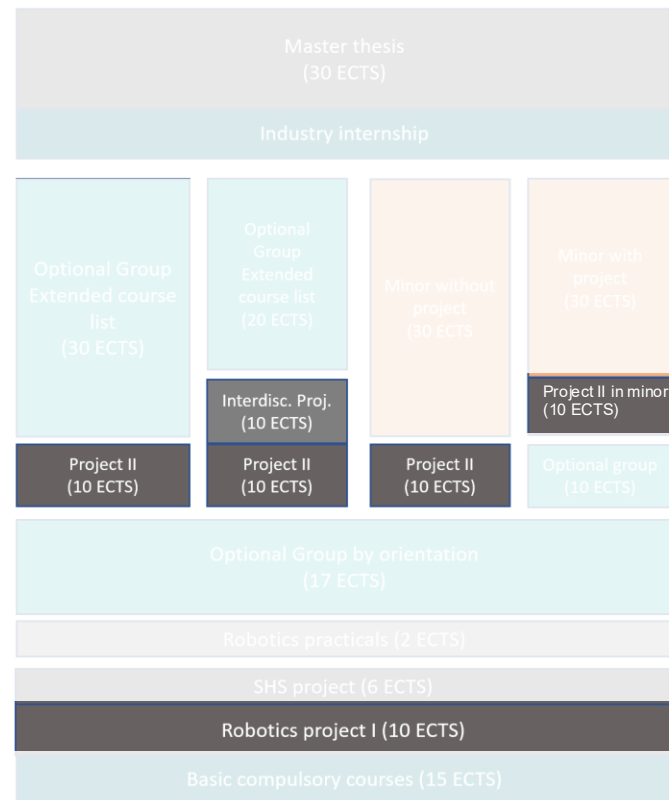 Master thesis
(30 ECTS)
Industry internship
Optional Group
Extended course
list
(30 ECTS)
Project II
(10 ECTS)
Optional
Group
Extended
course list
(20 ECTS)
Interdisc. Proj.
(10 ECTS)
Project II
(10 ECTS)
Minor without
project
(30 ECTS
Project II
(10 ECTS)
Minor with
project
(30 ECTS)
Project II in minor
(10 ECTS)
Optional group
(10 ECTS)
Optional Group by orientation
(17 ECTS)
Robotics practicals (2 ECTS)
SHS project (6 ECTS)
Robotics project I (10 ECTS)
Basic compulsory courses (15 ECTS)